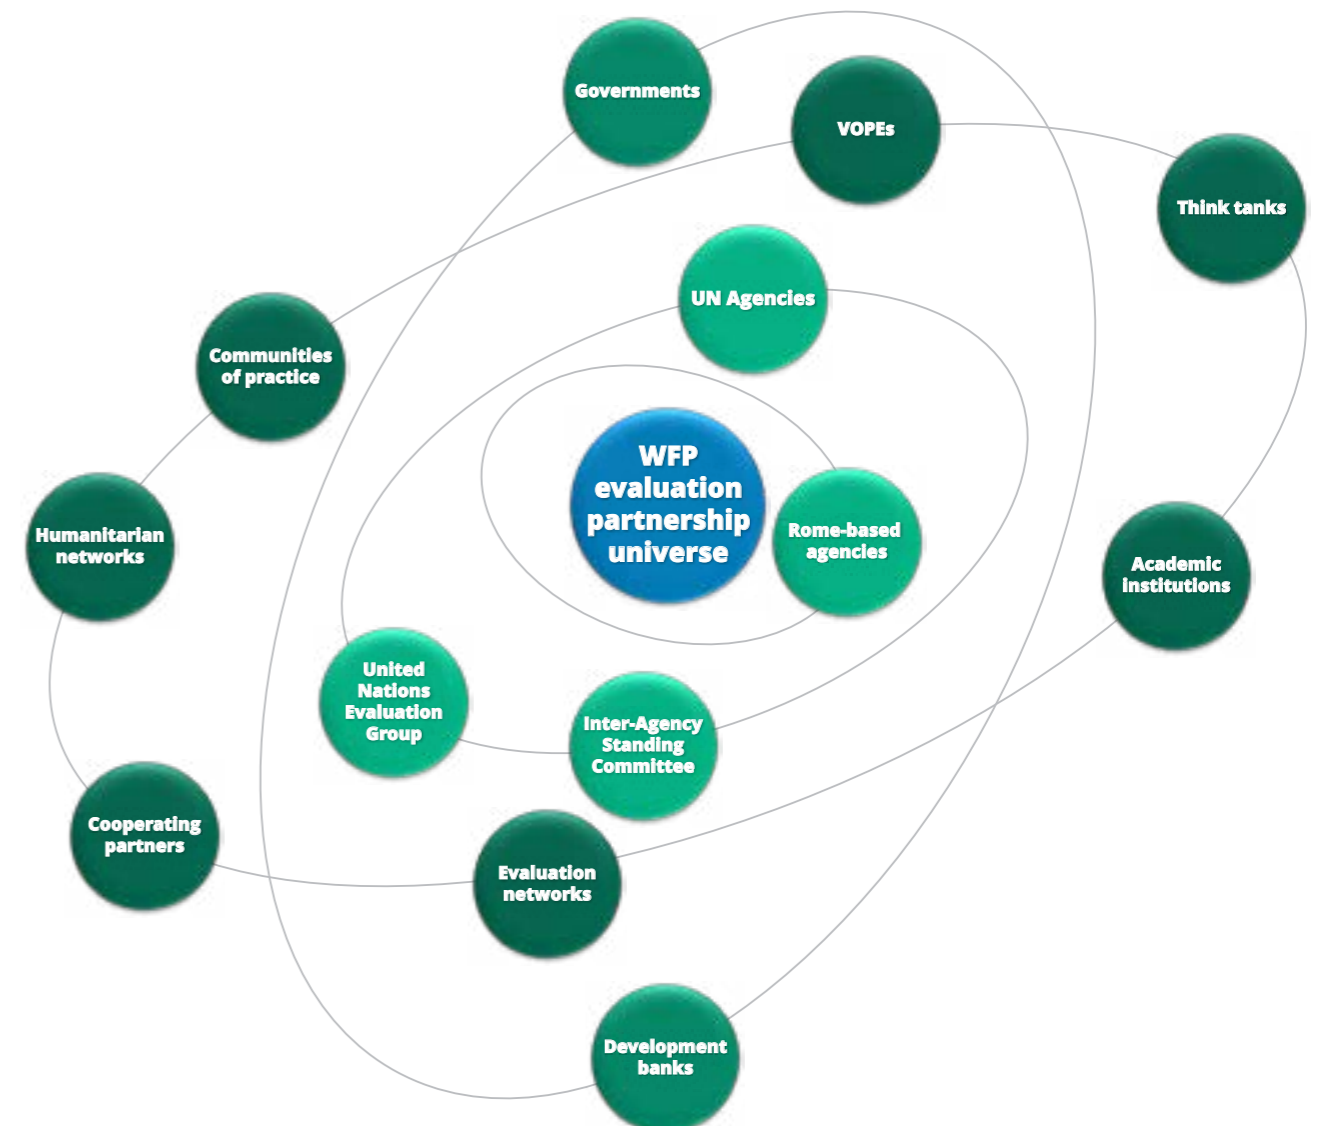 Governments
VOPEs
Think tanks
UN Agencies
Communities
of practice
WFP
evaluation
partnership
universe
Rome-based
agencies
Humanitarian
networks
Academic
institutions
United
Nations
Evaluation
Group
Inter-Agency
Standing
Committee
Cooperating
partners
Evaluation
networks
Development
banks